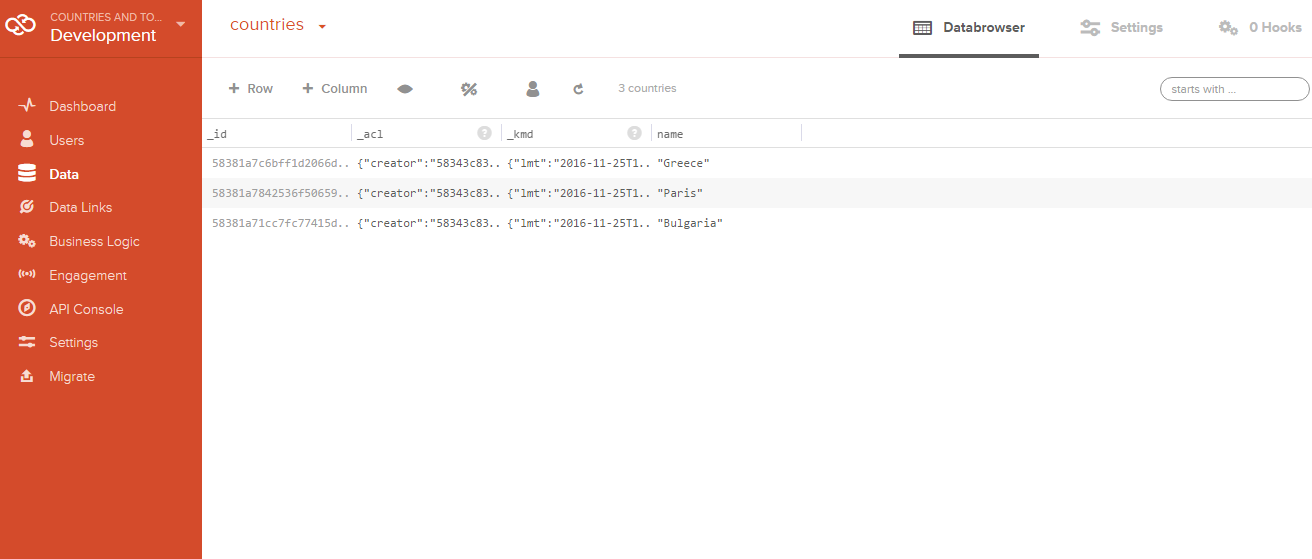 COUNTRIES AND TO...
Development
Dashboard
Users
Data
Data Links
Business Logic
Engagement
API Console
Settings
Migrate
countries
Databrowser
Settings
0 Hooks
+ Row
+ Column
3 countries
starts with ...
_id _acl ? _kmd ? name
58381a7c6bff1d2066d.. {"creator":"58343c83.. {"lmt":"2016-11-25T1.. "Greece"
58381a7842536f50659.. {"creator":"58343c83.. {"lmt":"2016-11-25T1.. "Paris"
58381a71cc7fc77415d.. {"creator":"58343c83.. {"lmt":"2016-11-25T1.. "Bulgaria"